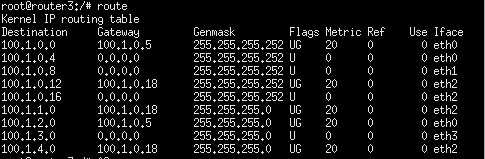 root@router3:/# route
Kernel IP routing table
Destination Gateway Genmask Flags Metric Ref Use Iface
100.1.0.0 100.1.0.5 255.255.255.252 UG 20 0 0 eth0
100.1.0.4 0.0.0.0 255.255.255.252 U 0 0 0 eth0
100.1.0.8 0.0.0.0 255.255.255.252 U 0 0 0 eth1
100.1.0.12 100.1.0.18 255.255.255.252 UG 20 0 0 eth2
100.1.0.16 0.0.0.0 255.255.255.252 U 0 0 0 eth2
100.1.1.0 100.1.0.18 255.255.255.0 UG 20 0 0 eth2
100.1.2.0 100.1.0.5 255.255.255.0 UG 20 0 0 eth0
100.1.3.0 0.0.0.0 255.255.255.0 U 0 0 0 eth3
100.1.4.0 100.1.0.18 255.255.255.0 UG 20 0 0 eth2